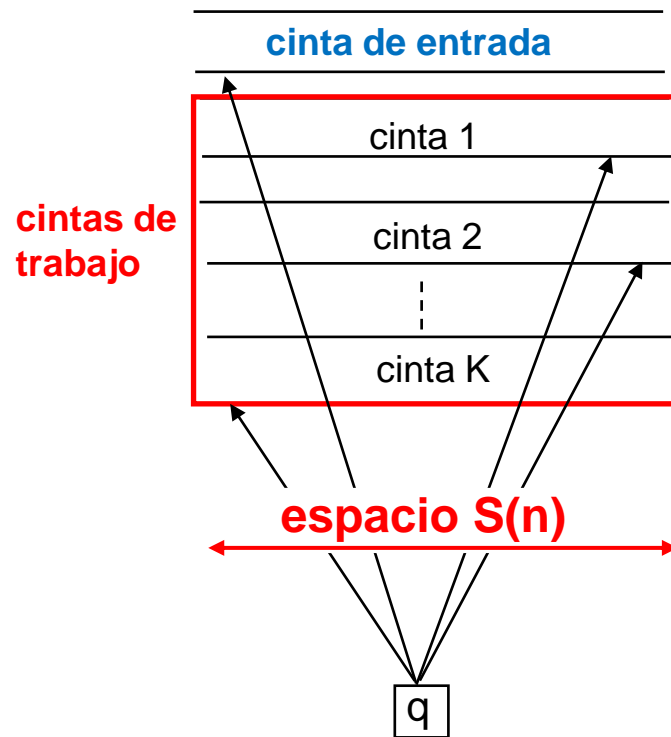 cinta de entrada
cinta 1
cintas de
trabajo
cinta 2
cinta K
espacio S(n)
q